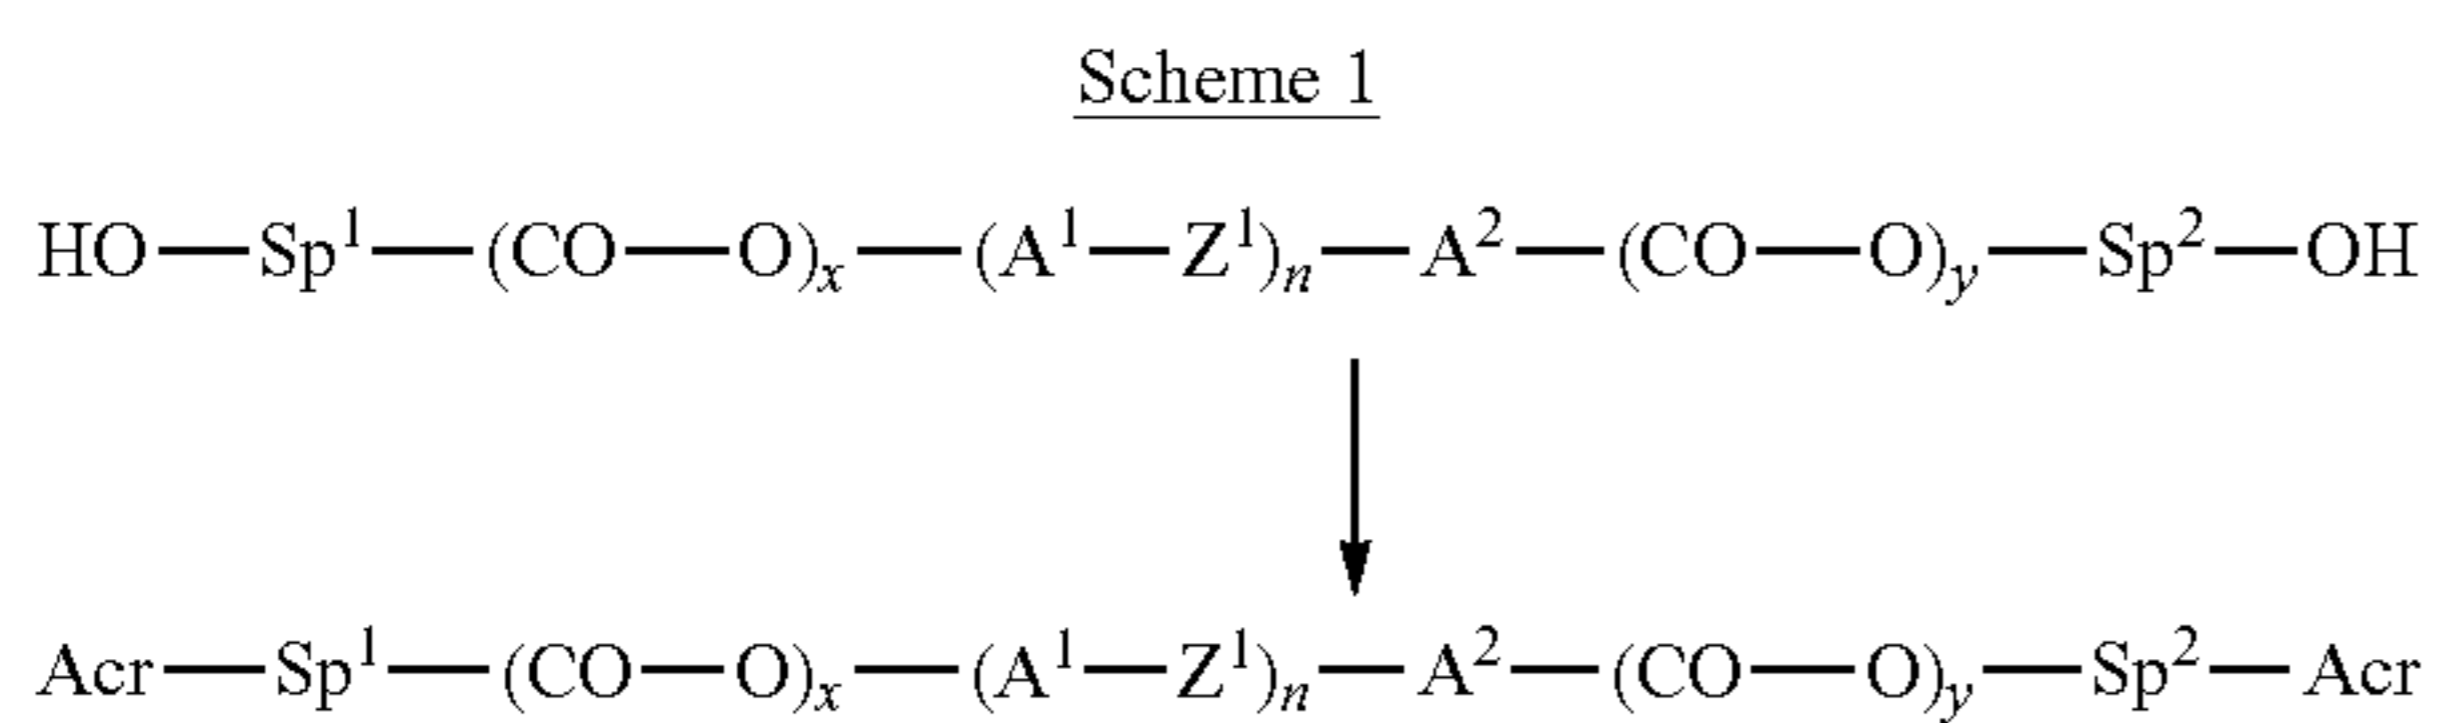 Scheme 1
HO—Sp¹—(CO—O)ₓ—(A¹—Z¹)ₙ—A²—(CO—O)ᵧ—Sp²—OH
Acr—Sp¹—(CO—O)ₓ—(A¹—Z¹)ₙ—A²—(CO—O)ᵧ—Sp²—Acr